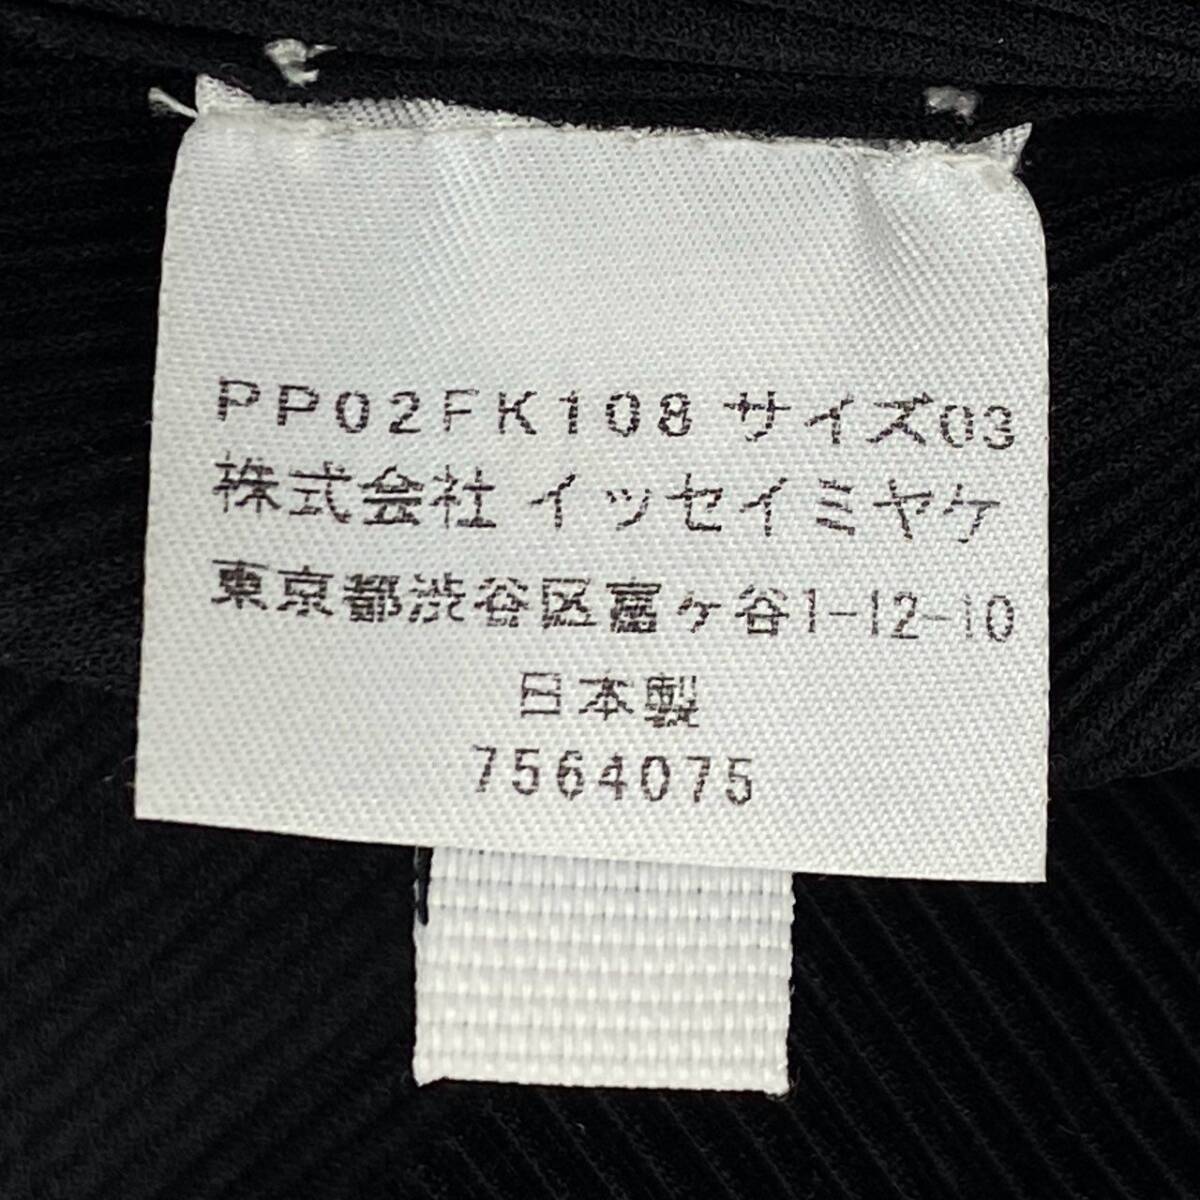 PP02FK108 サイズ03
株式会社 イッセイミヤケ
東京都渋谷区富ヶ谷1-12-10
日本製
7564075